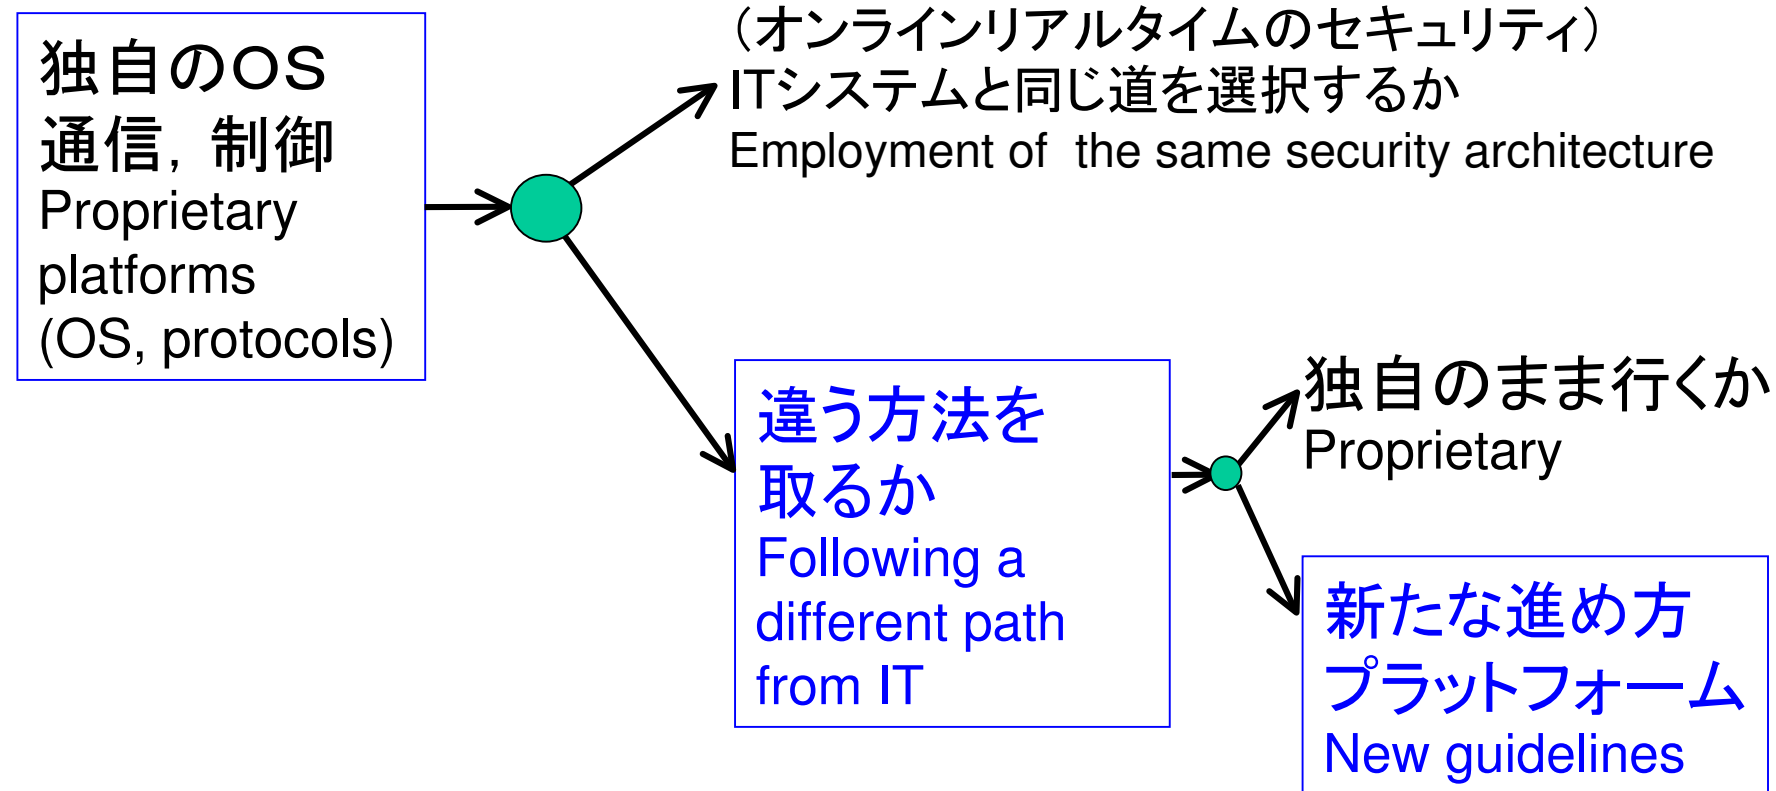 独自のOS
通信，制御
Proprietary
platforms
(OS, protocols)
（オンラインリアルタイムのセキュリティ）
ITシステムと同じ道を選択するか
Employment of the same security architecture
違う方法を
取るか
Following a
different path
from IT
独自のまま行くか
Proprietary
新たな進め方
プラットフォーム
New guidelines